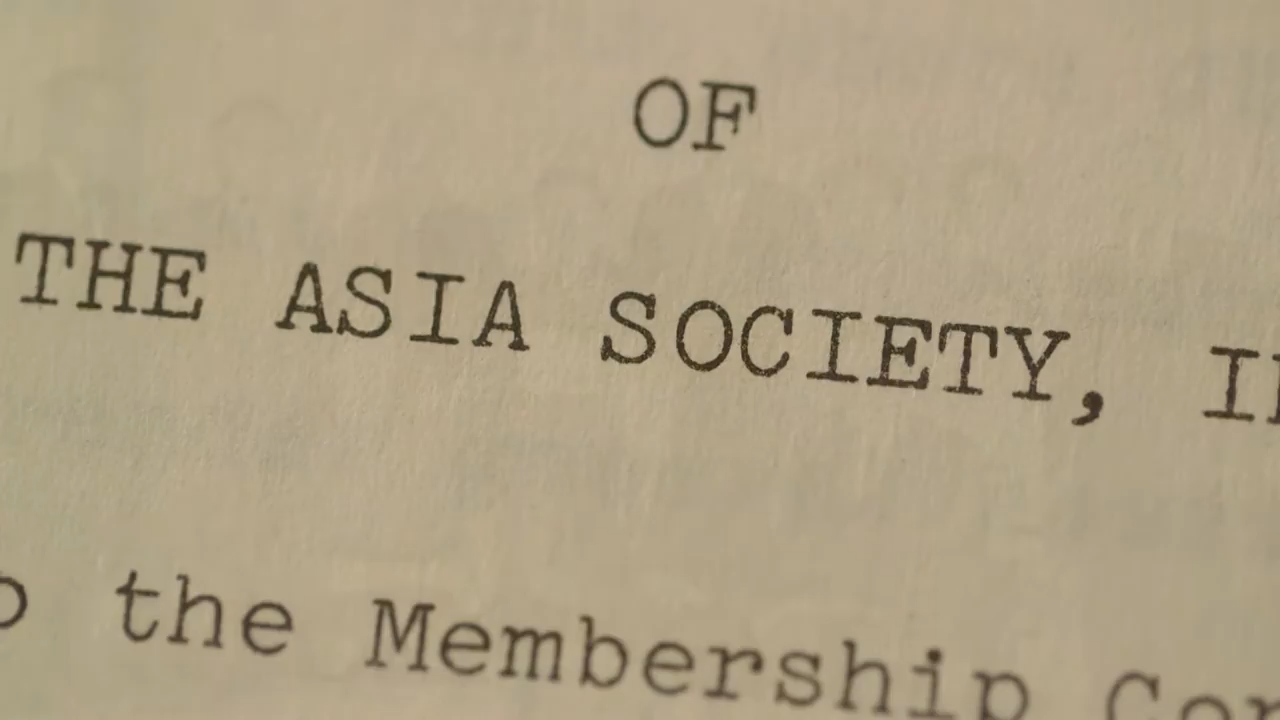 OF
THE ASIA SOCIETY,
the Membership